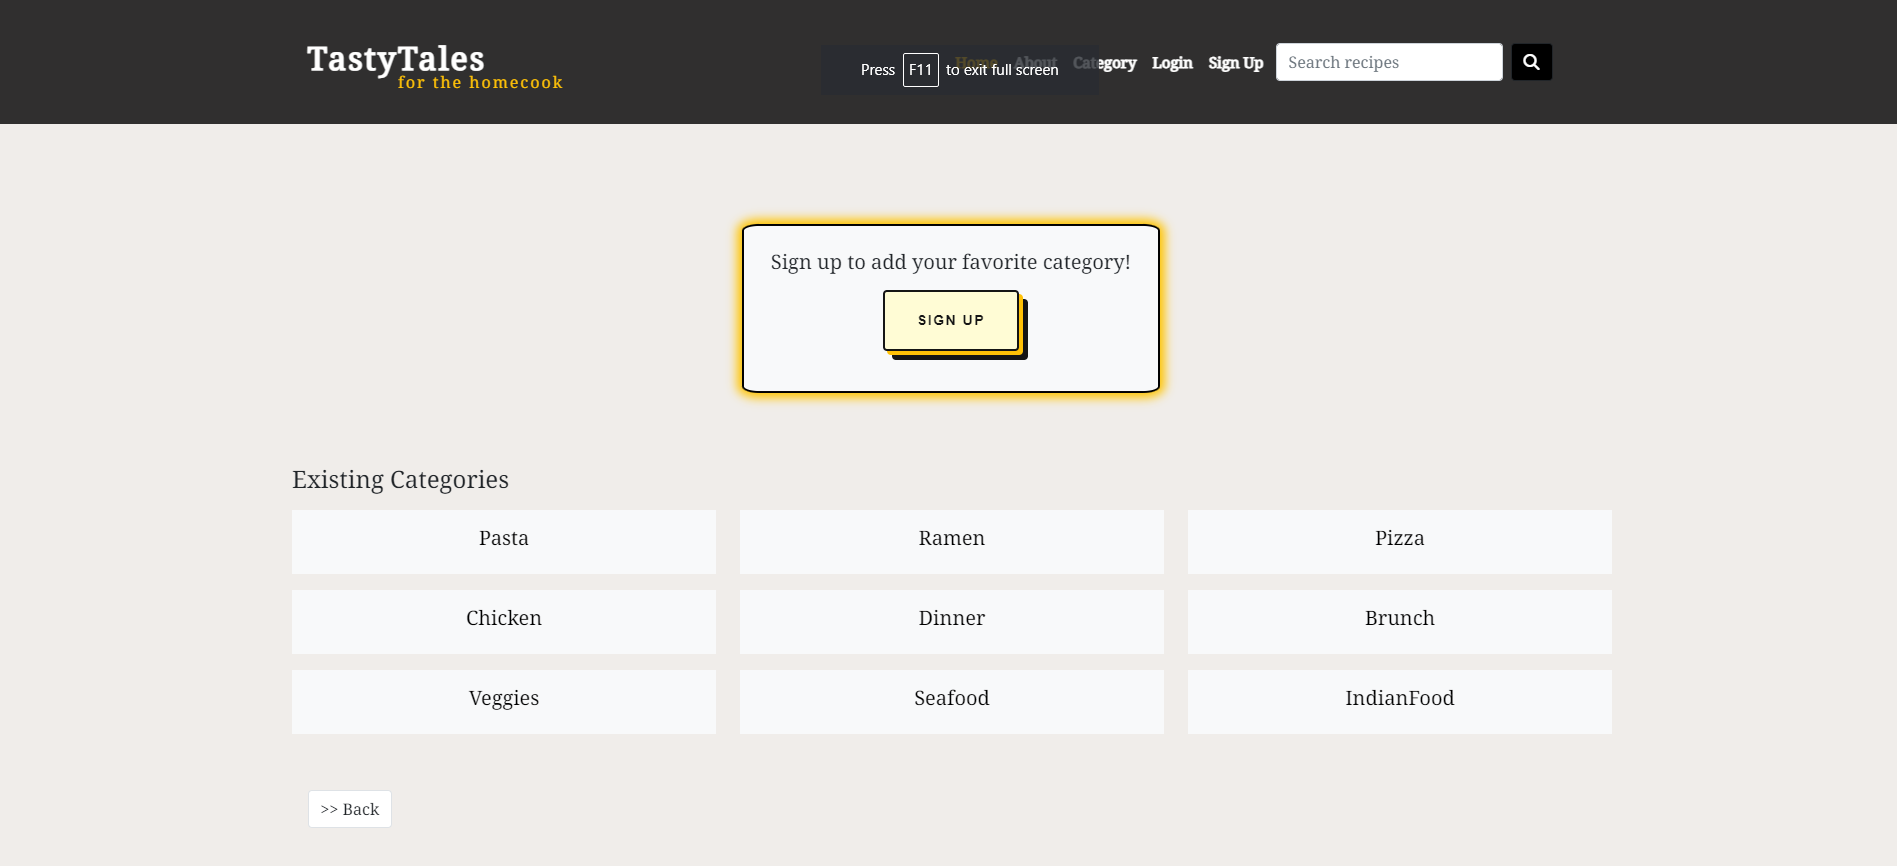 TastyTales
for the homecook
Home About Category Login Sign Up Search recipes
Press F11 to exit full screen
Sign up to add your favorite category!
SIGN UP
Existing Categories
Pasta Ramen Pizza
Chicken Dinner Brunch
Veggies Seafood IndianFood
>> Back